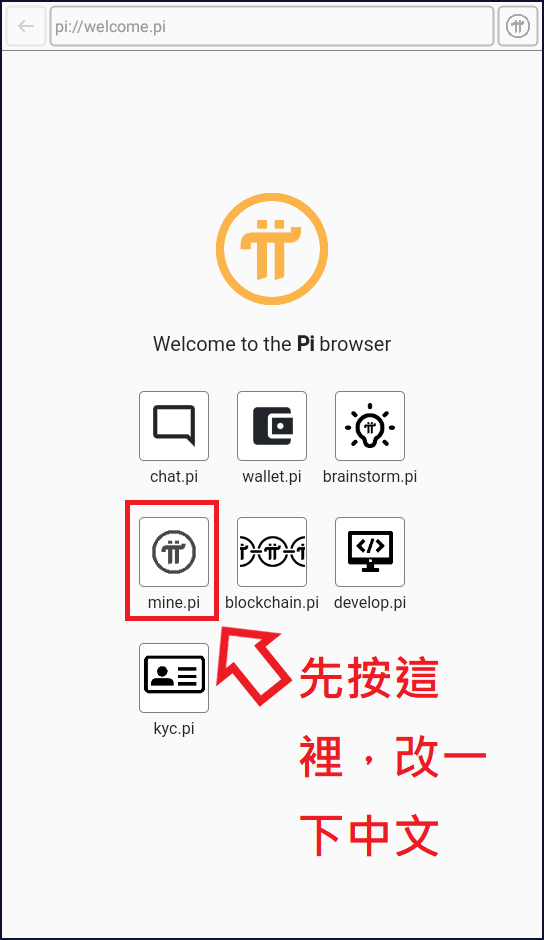 pi://welcome.pi
Welcome to the Pi browser
chat.pi
wallet.pi
brainstorm.pi
mine.pi
blockchain.pi
develop.pi
kyc.pi
先按這
裡，改一
下中文